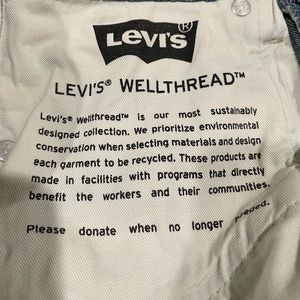 Levi's®
LEVI'S® WELLTHREAD™
Levi's® Wellthread™ is our most sustainably
designed collection. We prioritize environmental
conservation when selecting materials and design
each garment to be recycled. These products are
made in facilities with programs that directly
benefit the workers and their communities.
Please donate when no longer needed.